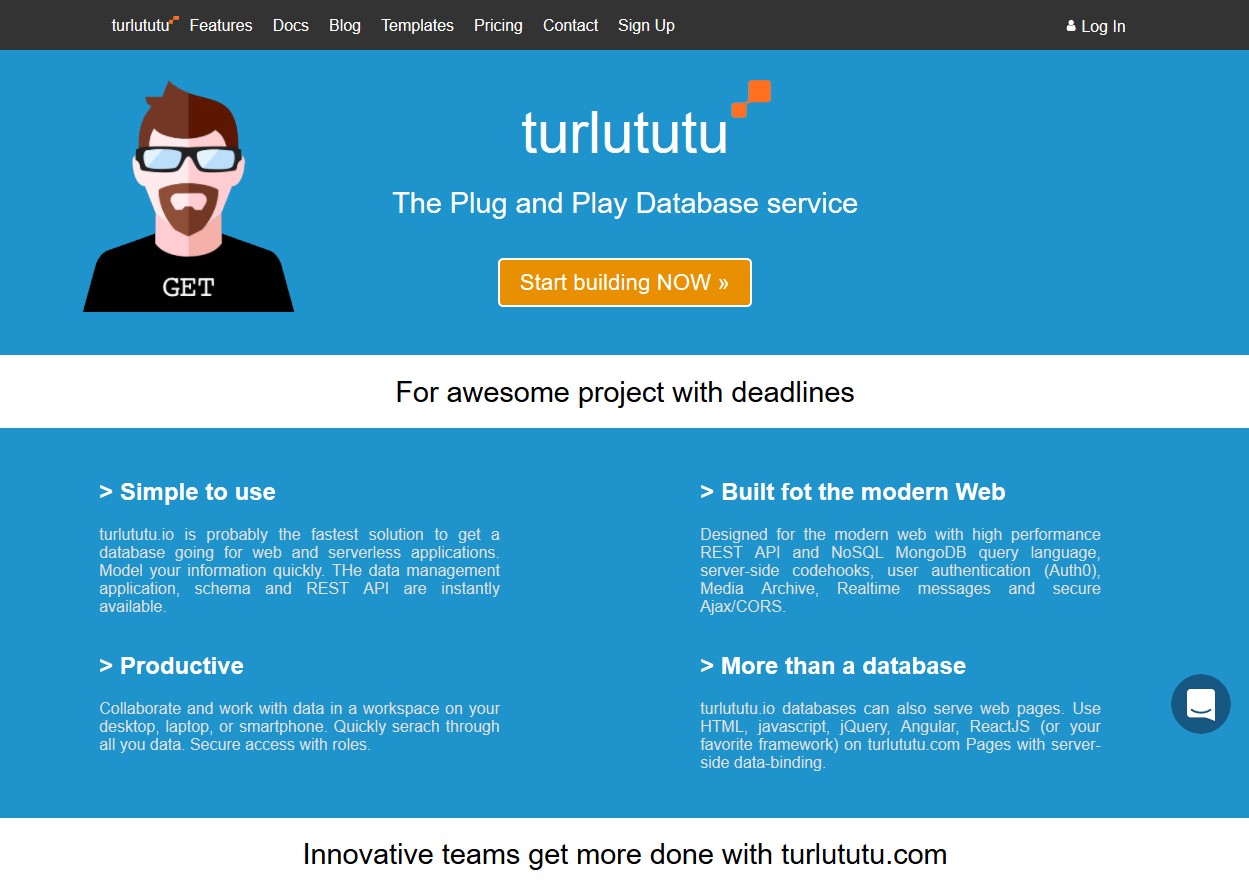 turlututu Features Docs Blog Templates Pricing Contact Sign Up Log In
turlututu
The Plug and Play Database service
GET
Start building NOW »
For awesome project with deadlines
> Simple to use
turlututu.io is probably the fastest solution to get a
database going for web and serverless applications.
Model your information quickly. THe data management
application, schema and REST API are instantly
available.
> Built fot the modern Web
Designed for the modern web with high performance
REST API and NoSQL MongoDB query language,
server-side codehooks, user authentication (Auth0),
Media Archive, Realtime messages and secure
Ajax/CORS.
> Productive
Collaborate and work with data in a workspace on your
desktop, laptop, or smartphone. Quickly serach through
all you data. Secure access with roles.
> More than a database
turlututu.io databases can also serve web pages. Use
HTML, javascript, jQuery, Angular, ReactJS (or your
favorite framework) on turlututu.com Pages with server-
side data-binding.
Innovative teams get more done with turlututu.com